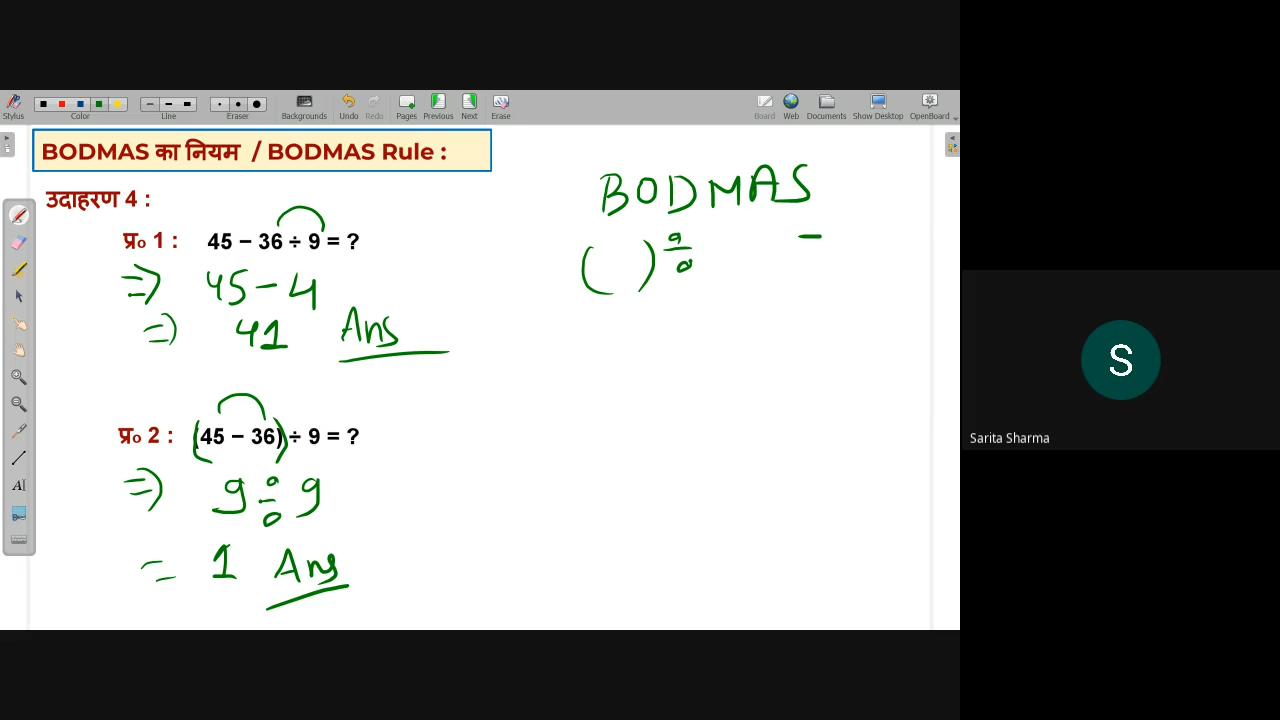 Stylus Color Line Eraser Backgrounds Undo Redo Pages Previous Next Erase Board Web Documents Show Desktop OpenBoard
BODMAS का नियम / BODMAS Rule :
उदाहरण 4 :
प्र० 1 : 45 − 36 ÷ 9 = ?
⇒ 45 − 4
⇒ 41 Ans
प्र० 2 : (45 − 36) ÷ 9 = ?
⇒ 9 ÷ 9
= 1 Ans
BODMAS
( ) ÷ −
S
Sarita Sharma